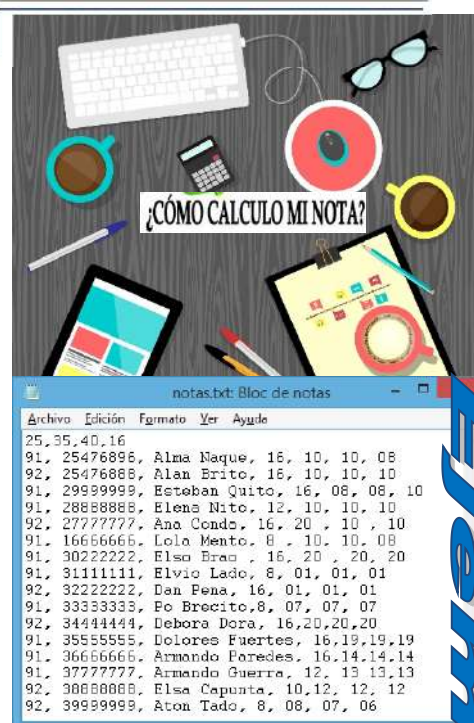 ¿CÓMO CALCULO MI NOTA?
notas.txt: Bloc de notas
Archivo Edición Formato Ver Ayuda
25,35,40,16
91, 25476896, Alma Naque, 16, 10, 10, 08
92, 25476888, Alan Brito, 16, 10, 10, 10
91, 29999999, Esteban Quito, 16, 08, 08, 10
91, 28888888, Elena Nito, 12, 10, 10, 10
92, 27777777, Ana Conda, 16, 20 , 10 , 10
91, 16666666, Lola Mento, 8 , 10, 10, 08
91, 30222222, Elso Brao , 16, 20 , 20, 20
91, 31111111, Elvio Lado, 8, 01, 01, 01
92, 32222222, Dan Pena, 16, 01, 01, 01
91, 33333333, Po Brecito,8, 07, 07, 07
92, 34444444, Debora Dora, 16,20,20,20
91, 35555555, Dolores Fuertes, 16,19,19,19
91, 36666666, Armando Paredes, 16,14,14,14
91, 37777777, Armando Guerra, 12, 13 13,13
92, 38888888, Elsa Capunta, 10,12, 12, 12
92, 39999999, Aton Tado, 8, 08, 07, 06